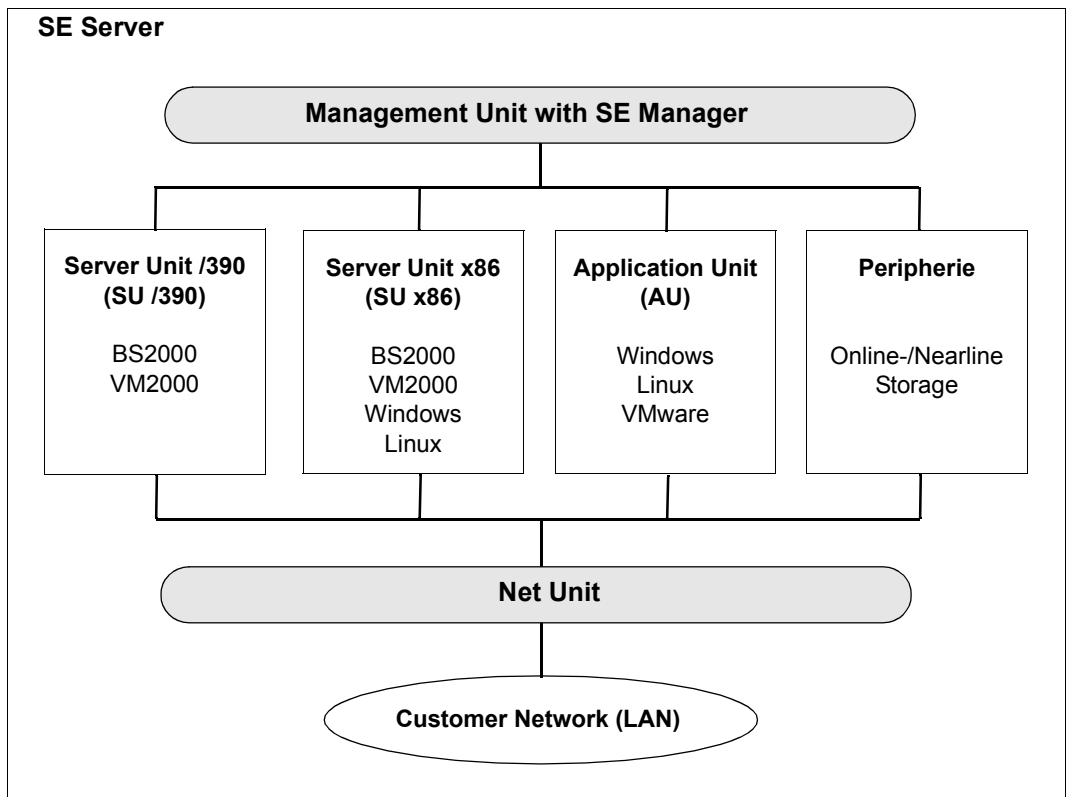 SE Server
Management Unit with SE Manager
Server Unit /390
(SU /390)
BS2000
VM2000
Server Unit x86
(SU x86)
BS2000
VM2000
Windows
Linux
Application Unit
(AU)
Windows
Linux
VMware
Peripherie
Online-/Nearline
Storage
Net Unit
Customer Network (LAN)